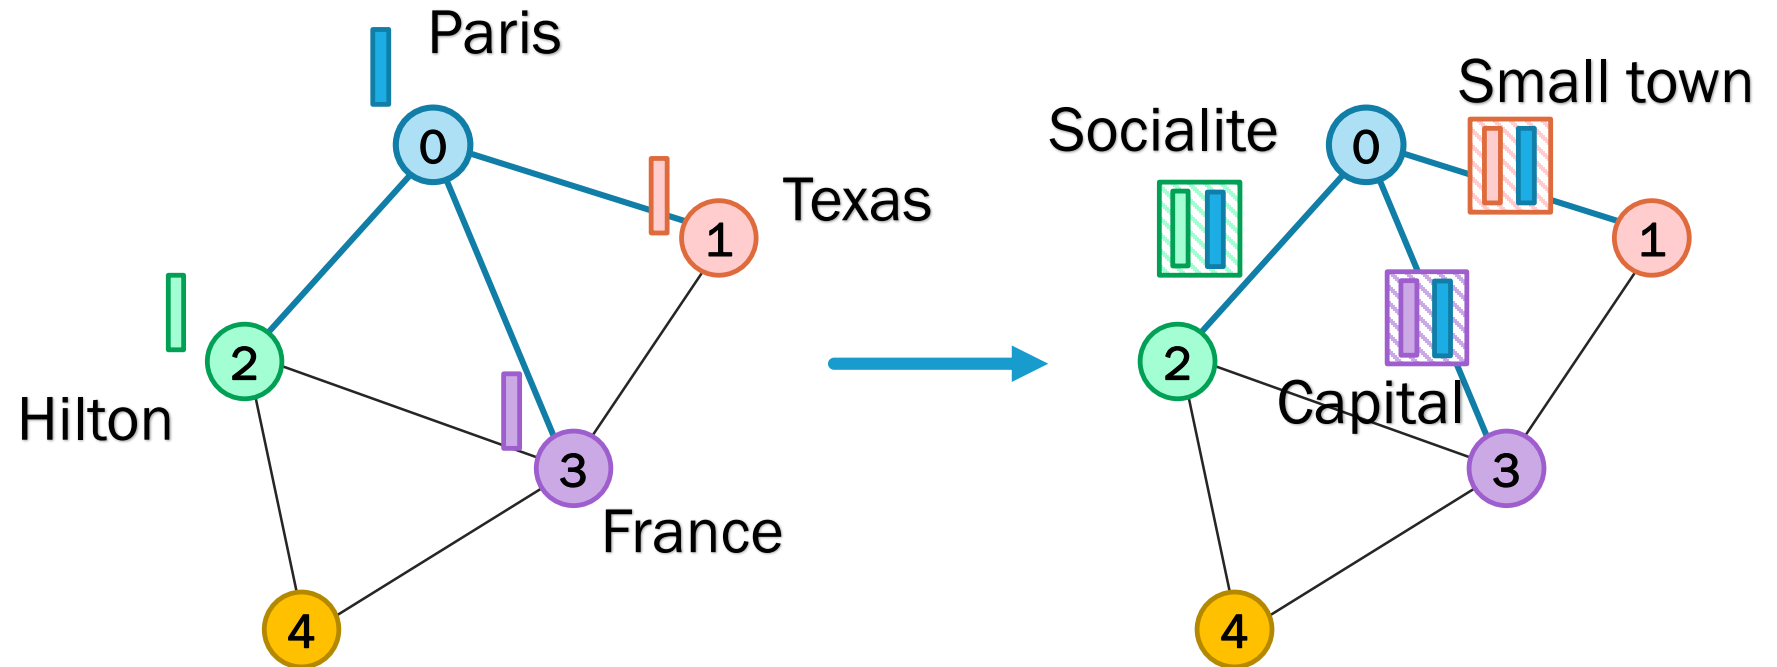 Paris
0
Texas
1
2
Hilton
3
France
4
Small town
Socialite
0
1
2
Capital
3
4